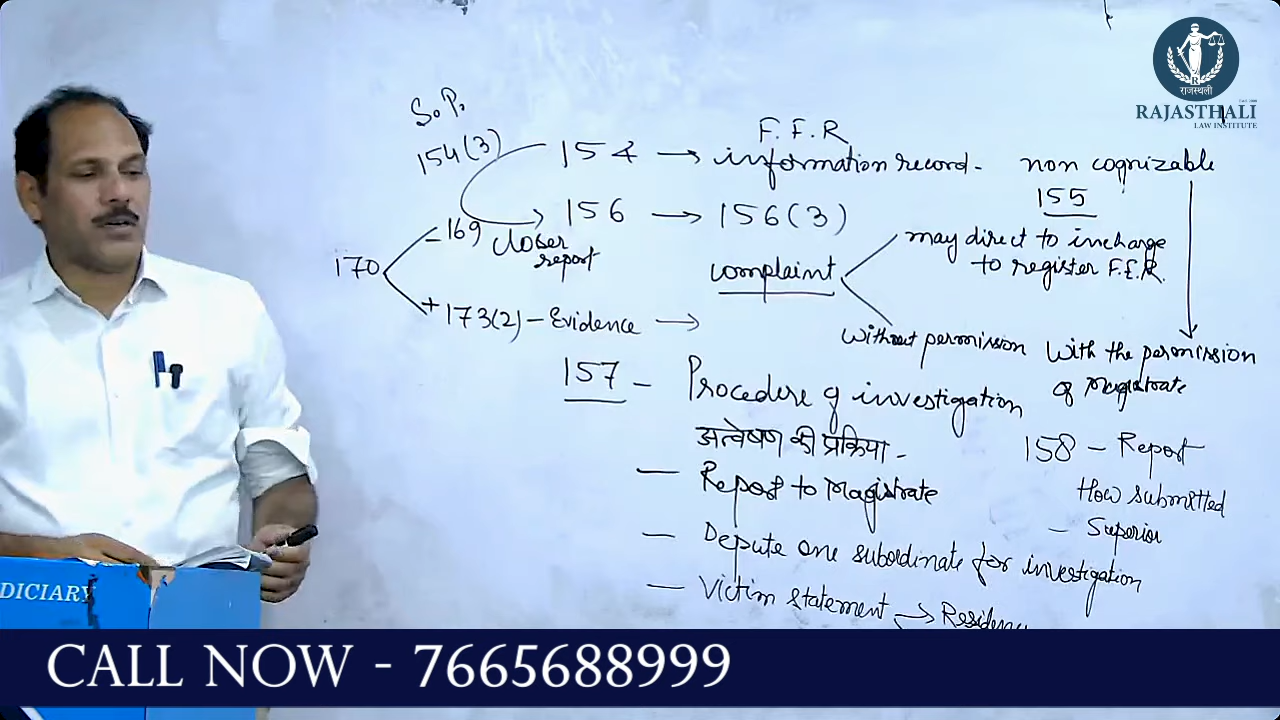 राजस्थली
RAJASTHALI
LAW INSTITUTE
S.P.
154(3)
154 → information record -
F.I.R
non cognizable
155
156 → 156(3)
170
- 169 closer
report
+ 173(2) - Evidence →
complaint
may direct to incharge
to register F.I.R.
without permission
with the permission
of Magistrate
157 - Procedere of investigation
अन्वेषण की प्रक्रिया -
— Report to Magistrate
— Depute one subordinate for investigation
— Victim statement →
158 - Report
How submitted
- Superior
DICIARY
CALL NOW - 7665688999